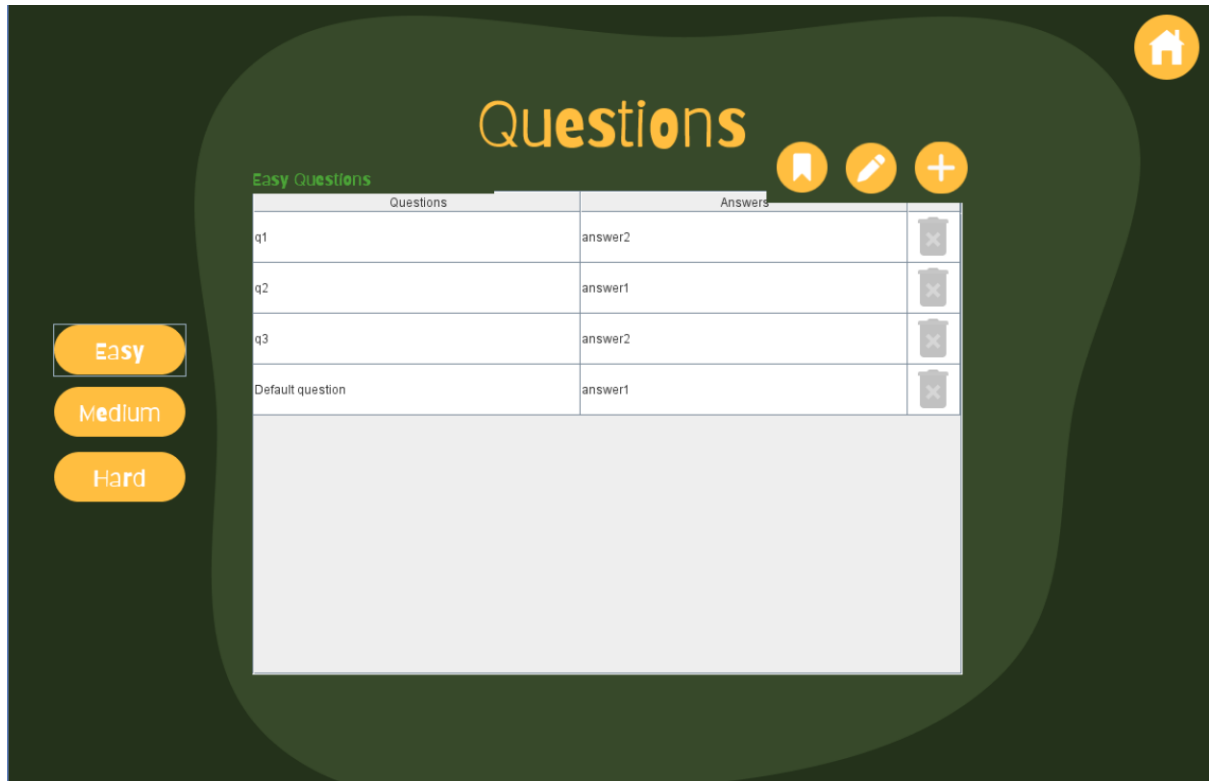 Questions
Easy Questions
Questions Answers
q1 answer2
q2 answer1
q3 answer2
Default question answer1
Easy
Medium
Hard